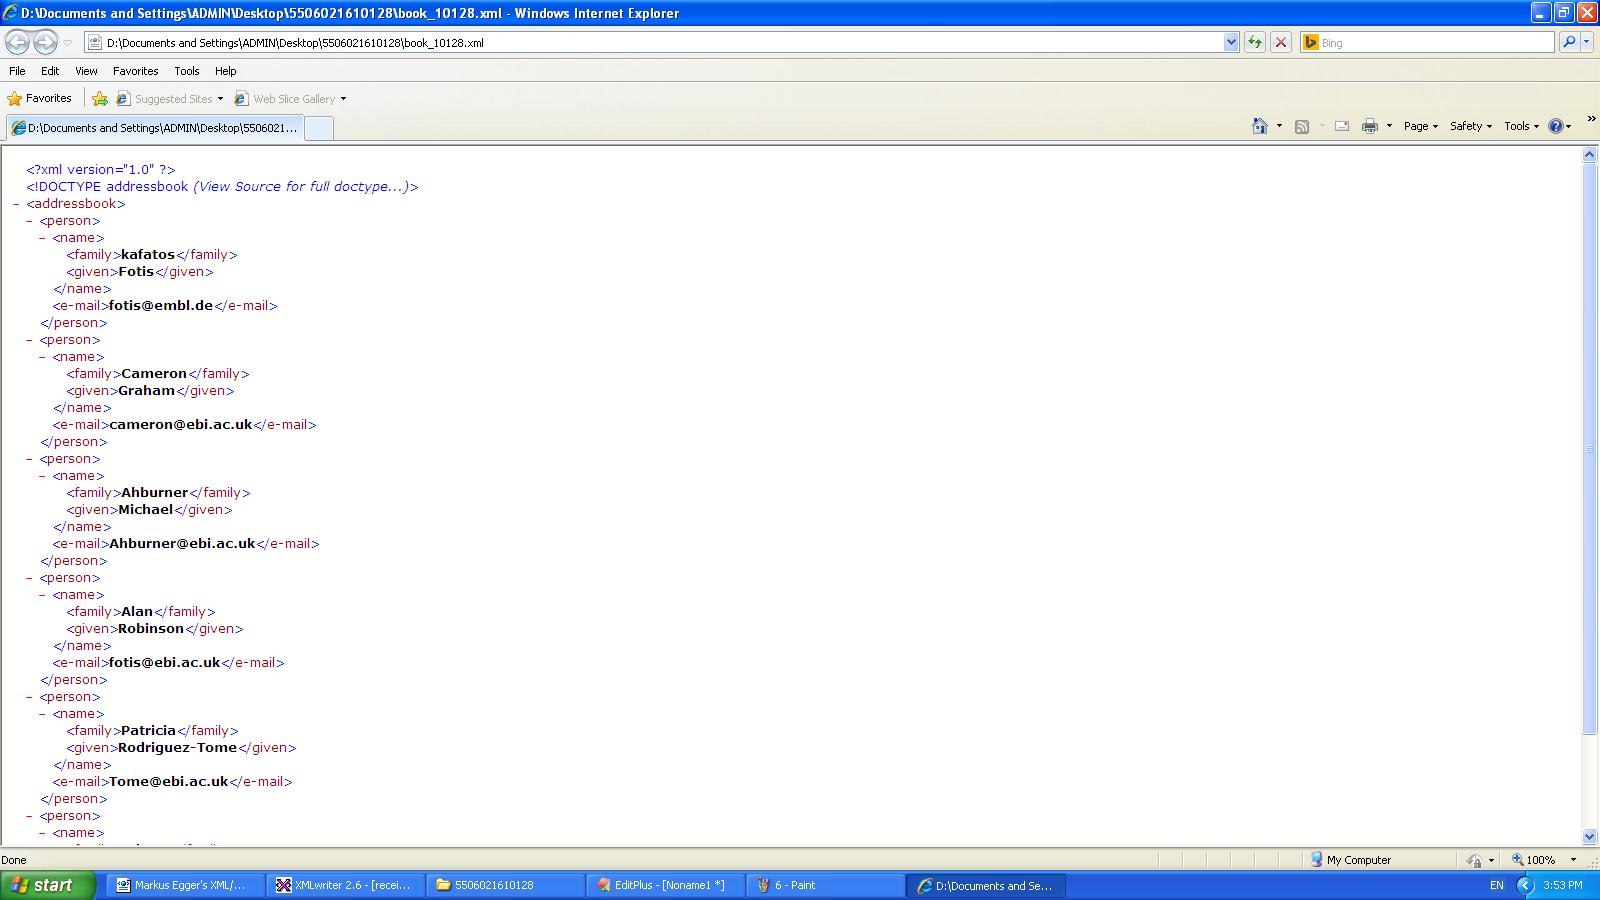 D:\Documents and Settings\ADMIN\Desktop\5506021610128\book_10128.xml - Windows Internet Explorer
D:\Documents and Settings\ADMIN\Desktop\5506021610128\book_10128.xml
Bing
File Edit View Favorites Tools Help
Favorites Suggested Sites Web Slice Gallery
D:\Documents and Settings\ADMIN\Desktop\5506021...
Page Safety Tools »
<?xml version="1.0" ?>
<!DOCTYPE addressbook (View Source for full doctype...)>
- <addressbook>
- <person>
- <name>
<family>kafatos</family>
<given>Fotis</given>
</name>
<e-mail>fotis@embl.de</e-mail>
</person>
- <person>
- <name>
<family>Cameron</family>
<given>Graham</given>
</name>
<e-mail>cameron@ebi.ac.uk</e-mail>
</person>
- <person>
- <name>
<family>Ahburner</family>
<given>Michael</given>
</name>
<e-mail>Ahburner@ebi.ac.uk</e-mail>
</person>
- <person>
- <name>
<family>Alan</family>
<given>Robinson</given>
</name>
<e-mail>fotis@ebi.ac.uk</e-mail>
</person>
- <person>
- <name>
<family>Patricia</family>
<given>Rodriguez-Tome</given>
</name>
<e-mail>Tome@ebi.ac.uk</e-mail>
</person>
- <person>
- <name>
Done My Computer 100%
start Markus Egger's XML/... XMLwriter 2.6 - [recei... 5506021610128 EditPlus - [Noname1 *] 6 - Paint D:\Documents and Se... EN 3:53 PM